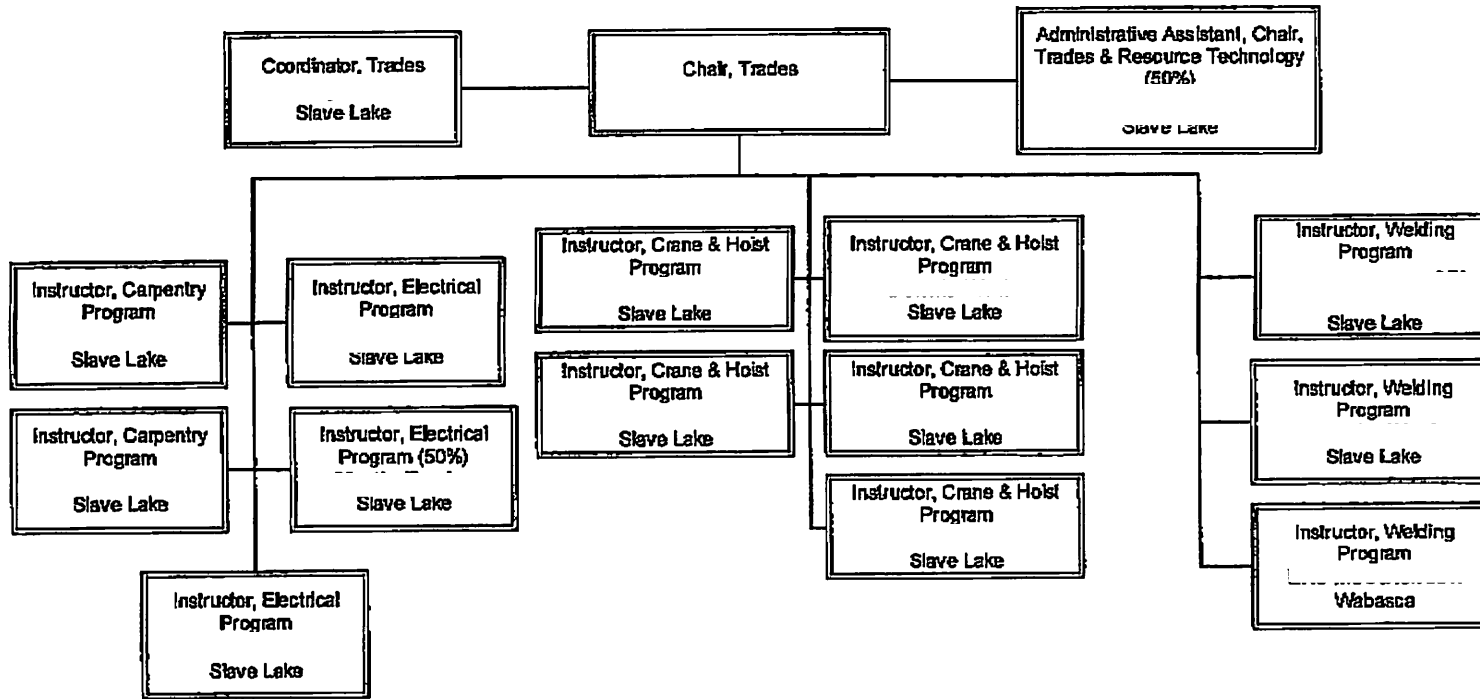 Coordinator, Trades
Slave Lake
Chair, Trades
Administrative Assistant, Chair,
Trades & Resource Technology
(50%)
Slave Lake
Instructor, Carpentry
Program
Slave Lake
Instructor, Electrical
Program
Slave Lake
Instructor, Carpentry
Program
Slave Lake
Instructor, Electrical
Program (50%)
Slave Lake
Instructor, Electrical
Program
Slave Lake
Instructor, Crane & Hoist
Program
Slave Lake
Instructor, Crane & Hoist
Program
Slave Lake
Instructor, Crane & Hoist
Program
Slave Lake
Instructor, Crane & Hoist
Program
Slave Lake
Instructor, Crane & Hoist
Program
Slave Lake
Instructor, Welding
Program
Slave Lake
Instructor, Welding
Program
Slave Lake
Instructor, Welding
Program
Wabasca